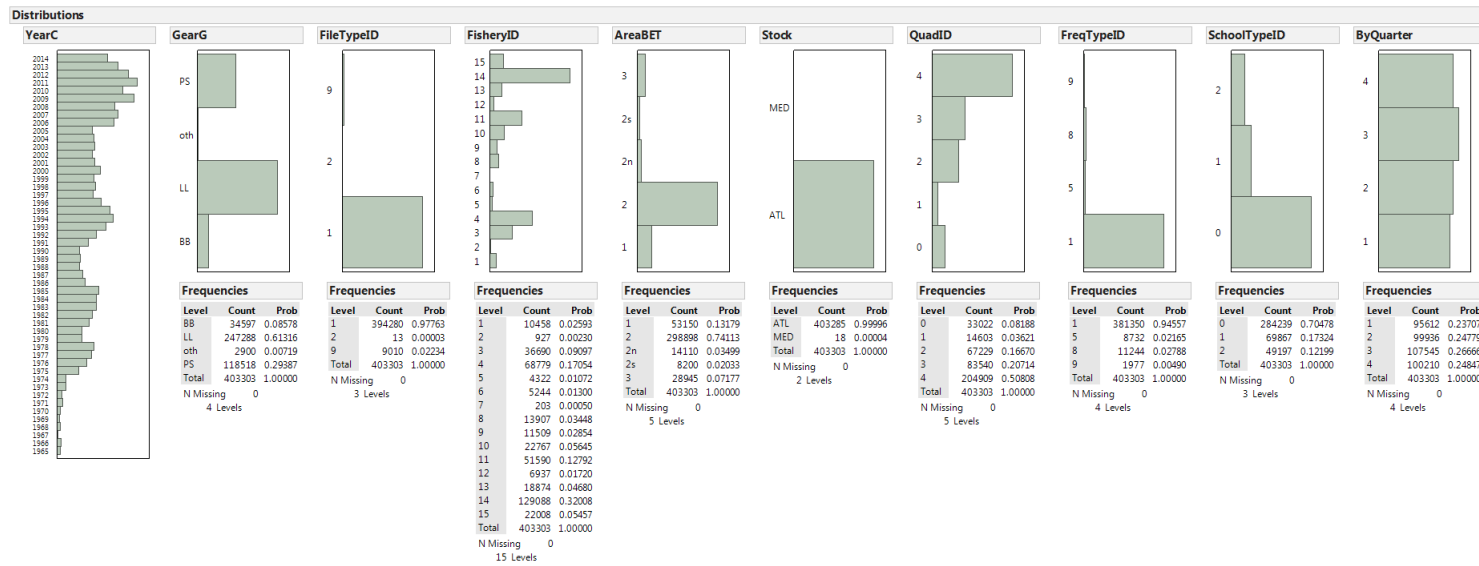 Distributions
YearC
2014
2013
2012
2011
2010
2009
2008
2007
2006
2005
2004
2003
2002
2001
2000
1999
1998
1997
1996
1995
1994
1993
1992
1991
1990
1989
1988
1987
1986
1985
1984
1983
1982
1981
1980
1979
1978
1977
1976
1975
1974
1973
1972
1971
1970
1969
1968
1967
1966
1965
GearG
PS
oth
LL
BB
Frequencies
Level Count Prob
BB 34597 0.08578
LL 247288 0.61316
oth 2900 0.00719
PS 118518 0.29387
Total 403303 1.00000
N Missing 0
4 Levels
FileTypeID
9
2
1
Frequencies
Level Count Prob
1 394280 0.97763
2 13 0.00003
9 9010 0.02234
Total 403303 1.00000
N Missing 0
3 Levels
FisheryID
15
14
13
12
11
10
9
8
7
6
5
4
3
2
1
Frequencies
Level Count Prob
1 10458 0.02593
2 927 0.00230
3 36690 0.09097
4 68779 0.17054
5 4322 0.01072
6 5244 0.01300
7 203 0.00050
8 13907 0.03448
9 11509 0.02854
10 22767 0.05645
11 51590 0.12792
12 6937 0.01720
13 18874 0.04680
14 129088 0.32008
15 22008 0.05457
Total 403303 1.00000
N Missing 0
15 Levels
AreaBET
3
2s
2n
2
1
Frequencies
Level Count Prob
1 53150 0.13179
2 298898 0.74113
2n 14110 0.03499
2s 8200 0.02033
3 28945 0.07177
Total 403303 1.00000
N Missing 0
5 Levels
Stock
MED
ATL
Frequencies
Level Count Prob
ATL 403285 0.99996
MED 18 0.00004
Total 403303 1.00000
N Missing 0
2 Levels
QuadID
4
3
2
1
0
Frequencies
Level Count Prob
0 33022 0.08188
1 14603 0.03621
2 67229 0.16670
3 83540 0.20714
4 204909 0.50808
Total 403303 1.00000
N Missing 0
5 Levels
FreqTypeID
9
8
5
1
Frequencies
Level Count Prob
1 381350 0.94557
5 8732 0.02165
8 11244 0.02788
9 1977 0.00490
Total 403303 1.00000
N Missing 0
4 Levels
SchoolTypeID
2
1
0
Frequencies
Level Count Prob
0 284239 0.70478
1 69867 0.17324
2 49197 0.12199
Total 403303 1.00000
N Missing 0
3 Levels
ByQuarter
4
3
2
1
Frequencies
Level Count Prob
1 95612 0.23707
2 99936 0.24779
3 107545 0.26666
4 100210 0.24847
Total 403303 1.00000
N Missing 0
4 Levels